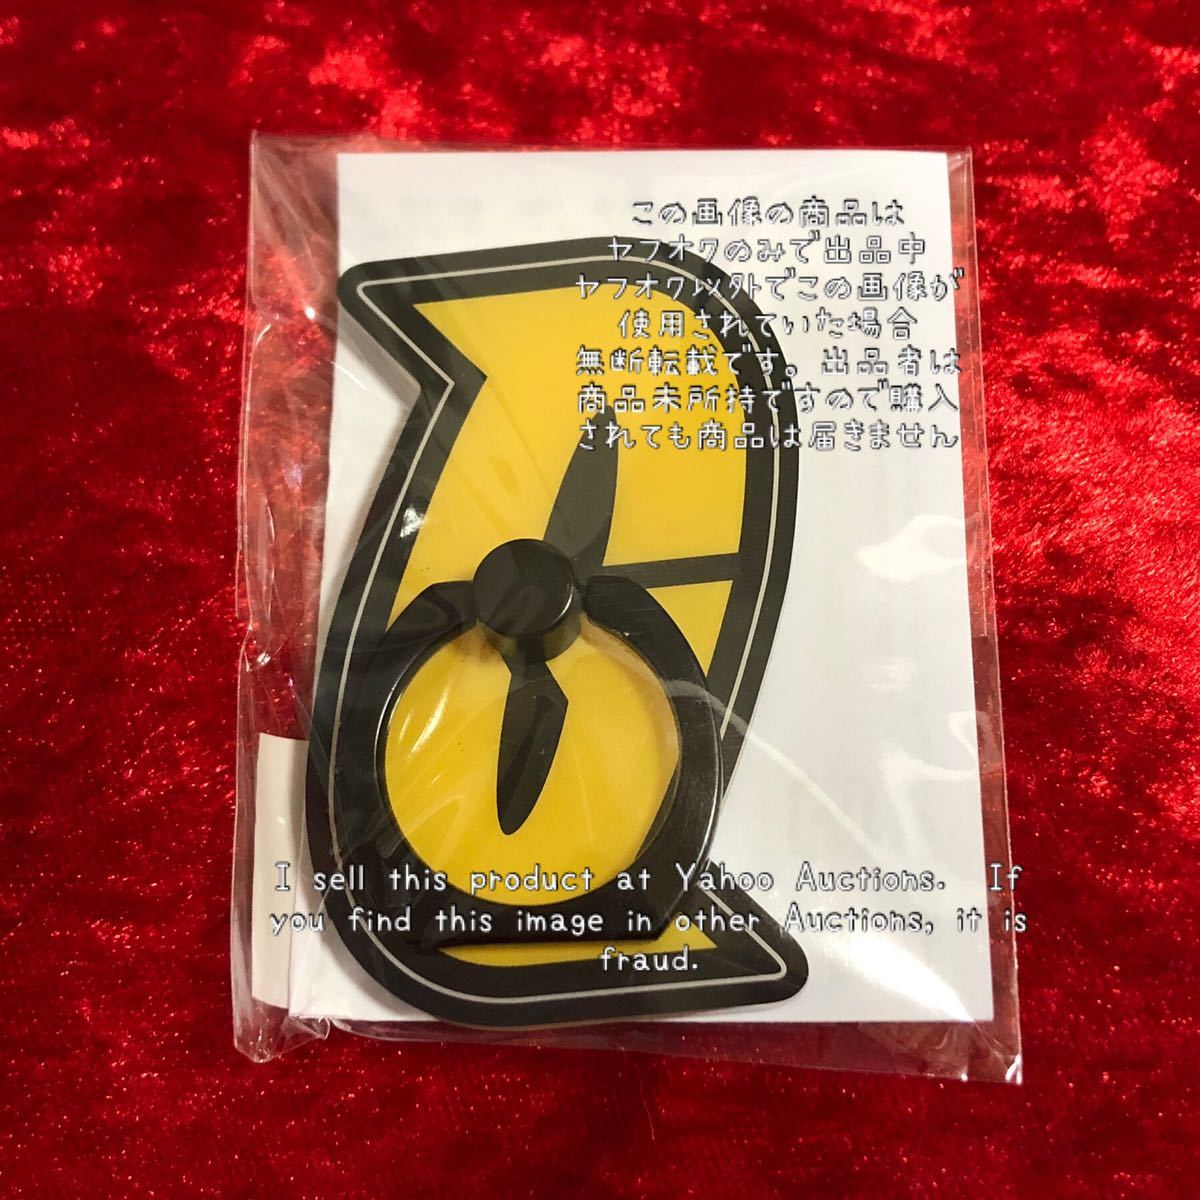 この画像の商品は
ヤフオクのみで出品中
ヤフオク以外でこの画像が
使用されていた場合
無断転載です。出品者は
商品未所持ですので購入
されても商品は届きません
I sell this product at Yahoo Auctions. If
you find this image in other Auctions, it is
fraud.